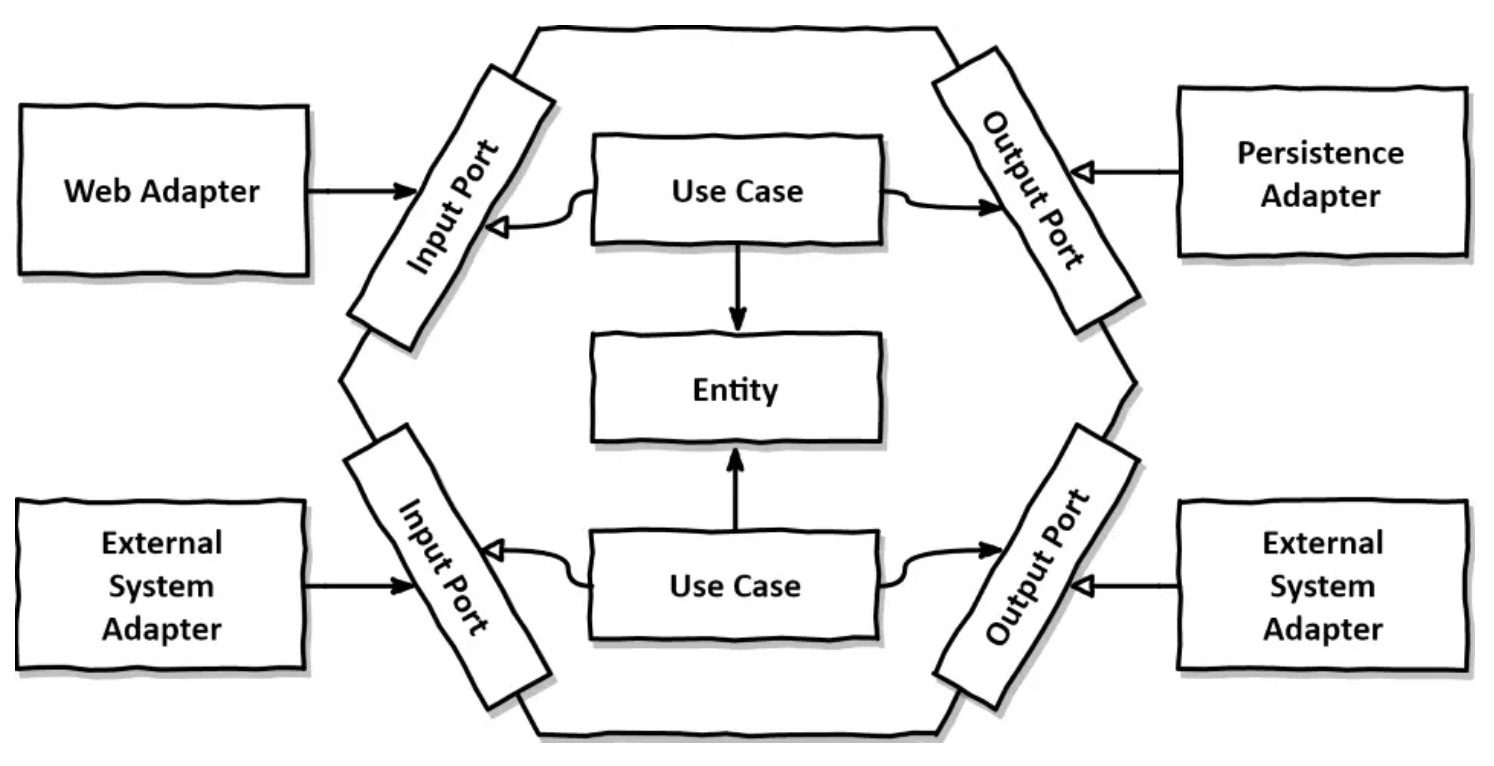 Web Adapter
Input Port
Use Case
Output Port
Persistence
Adapter
Entity
External
System
Adapter
Input Port
Use Case
Output Port
External
System
Adapter